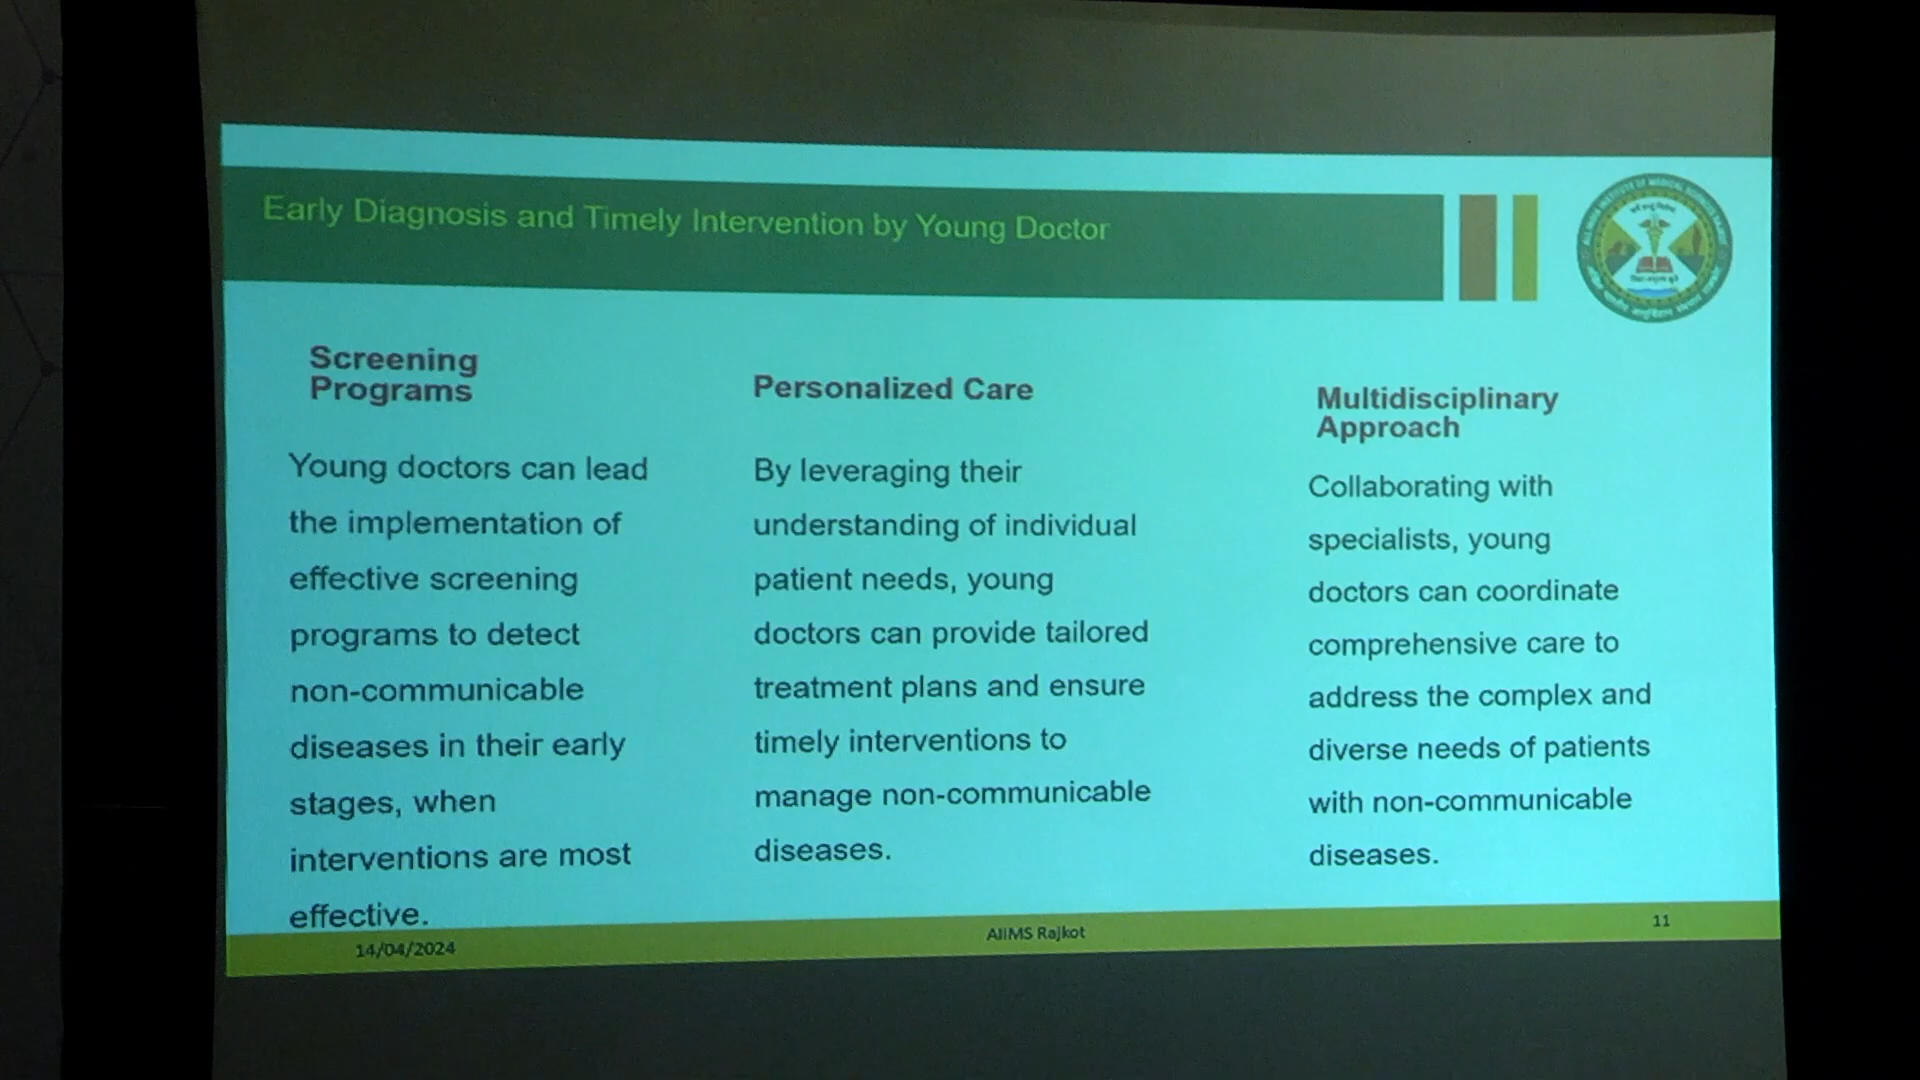 Early Diagnosis and Timely Intervention by Young Doctor
Screening
Programs
Young doctors can lead
the implementation of
effective screening
programs to detect
non-communicable
diseases in their early
stages, when
interventions are most
effective.
Personalized Care
By leveraging their
understanding of individual
patient needs, young
doctors can provide tailored
treatment plans and ensure
timely interventions to
manage non-communicable
diseases.
Multidisciplinary
Approach
Collaborating with
specialists, young
doctors can coordinate
comprehensive care to
address the complex and
diverse needs of patients
with non-communicable
diseases.
14/04/2024
AIIMS Rajkot
11